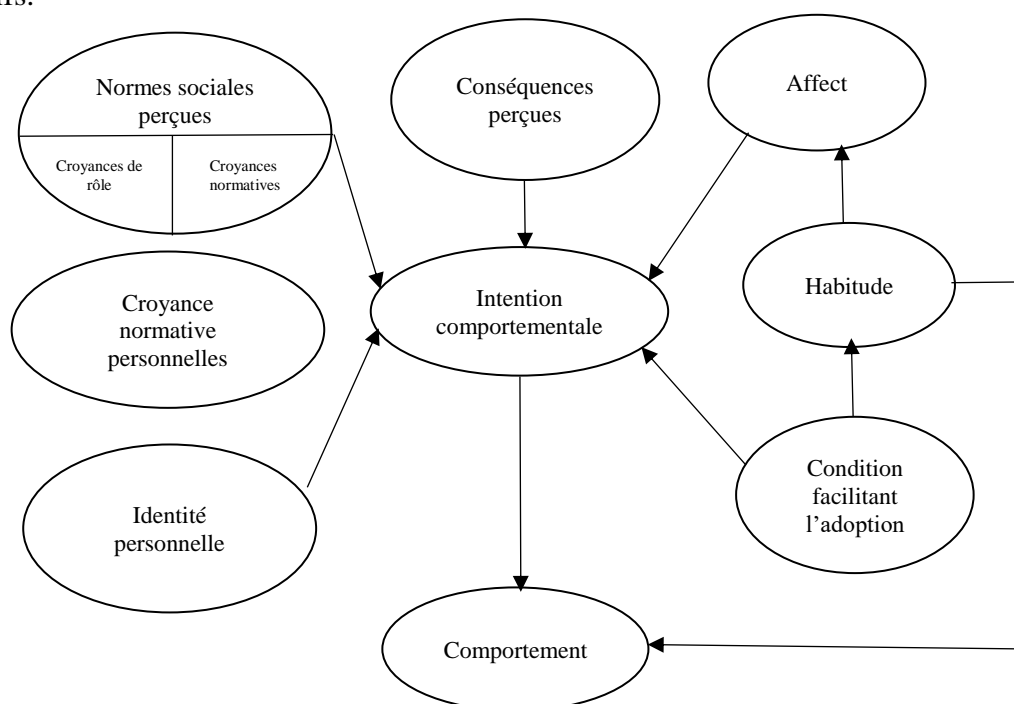 Normes sociales
perçues
Croyances de
rôle
Croyances
normatives
Conséquences
perçues
Affect
Croyance
normative
personnelles
Intention
comportementale
Habitude
Identité
personnelle
Condition
facilitant
l’adoption
Comportement